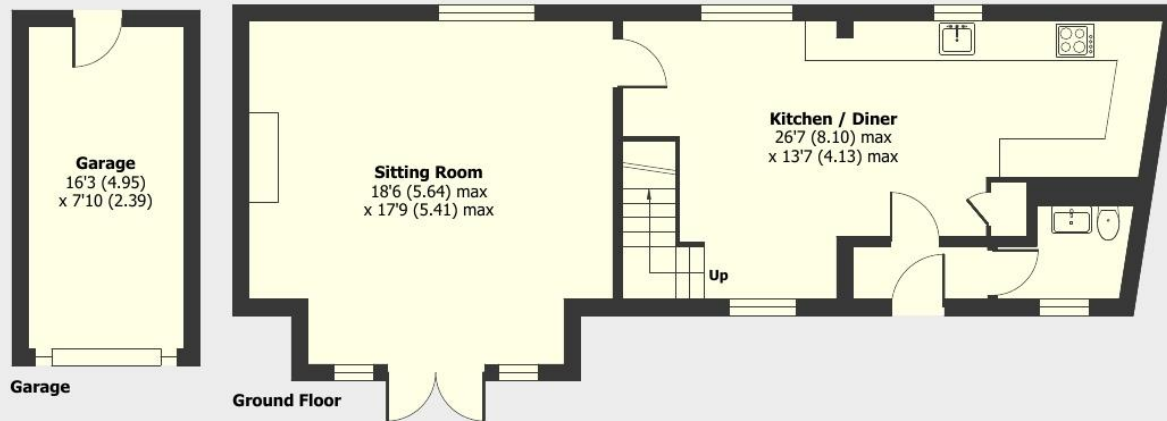 Garage
16'3 (4.95)
x 7'10 (2.39)
Garage
Sitting Room
18'6 (5.64) max
x 17'9 (5.41) max
Kitchen / Diner
26'7 (8.10) max
x 13'7 (4.13) max
Up
Ground Floor